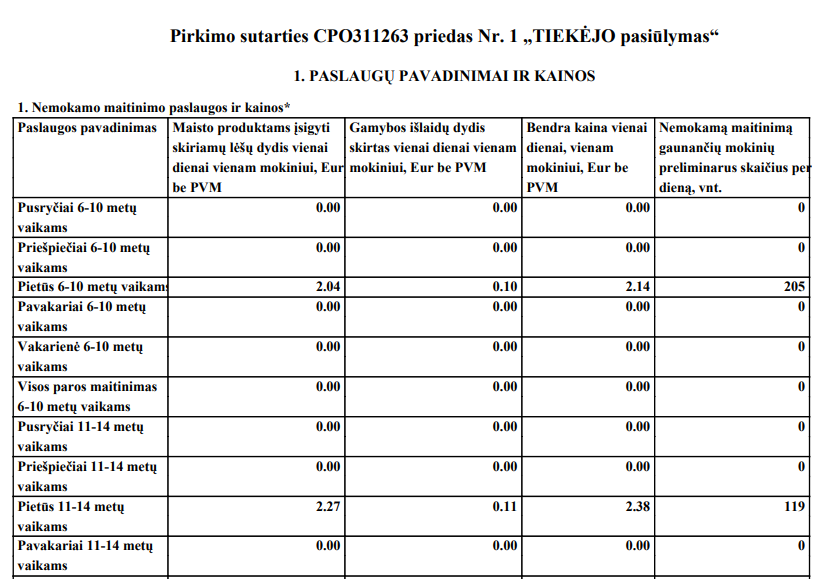 Pirkimo sutarties CPO311263 priedas Nr. 1 „TIEKĖJO pasiūlymas“
1. PASLAUGŲ PAVADINIMAI IR KAINOS
1. Nemokamo maitinimo paslaugos ir kainos*
Paslaugos pavadinimas
Maisto produktams įsigyti
skiriamų lėšų dydis vienai
dienai vienam mokiniui, Eur
be PVM
Gamybos išlaidų dydis
skirtas vienai dienai vienam
mokiniui, Eur be PVM
Bendra kaina vienai
dienai, vienam
mokiniui, Eur be
PVM
Nemokamą maitinimą
gaunančių mokinių
preliminarus skaičius per
dieną, vnt.
Pusryčiai 6-10 metų 0.00 0.00 0.00 0
vaikams
Priešpiečiai 6-10 metų 0.00 0.00 0.00 0
vaikams
Pietūs 6-10 metų vaikams 2.04 0.10 2.14 205
Pavakariai 6-10 metų 0.00 0.00 0.00 0
vaikams
Vakarienė 6-10 metų 0.00 0.00 0.00 0
vaikams
Visos paros maitinimas 0.00 0.00 0.00 0
6-10 metų vaikams
Pusryčiai 11-14 metų 0.00 0.00 0.00 0
vaikams
Priešpiečiai 11-14 metų 0.00 0.00 0.00 0
vaikams
Pietūs 11-14 metų 2.27 0.11 2.38 119
vaikams
Pavakariai 11-14 metų 0.00 0.00 0.00 0
vaikams